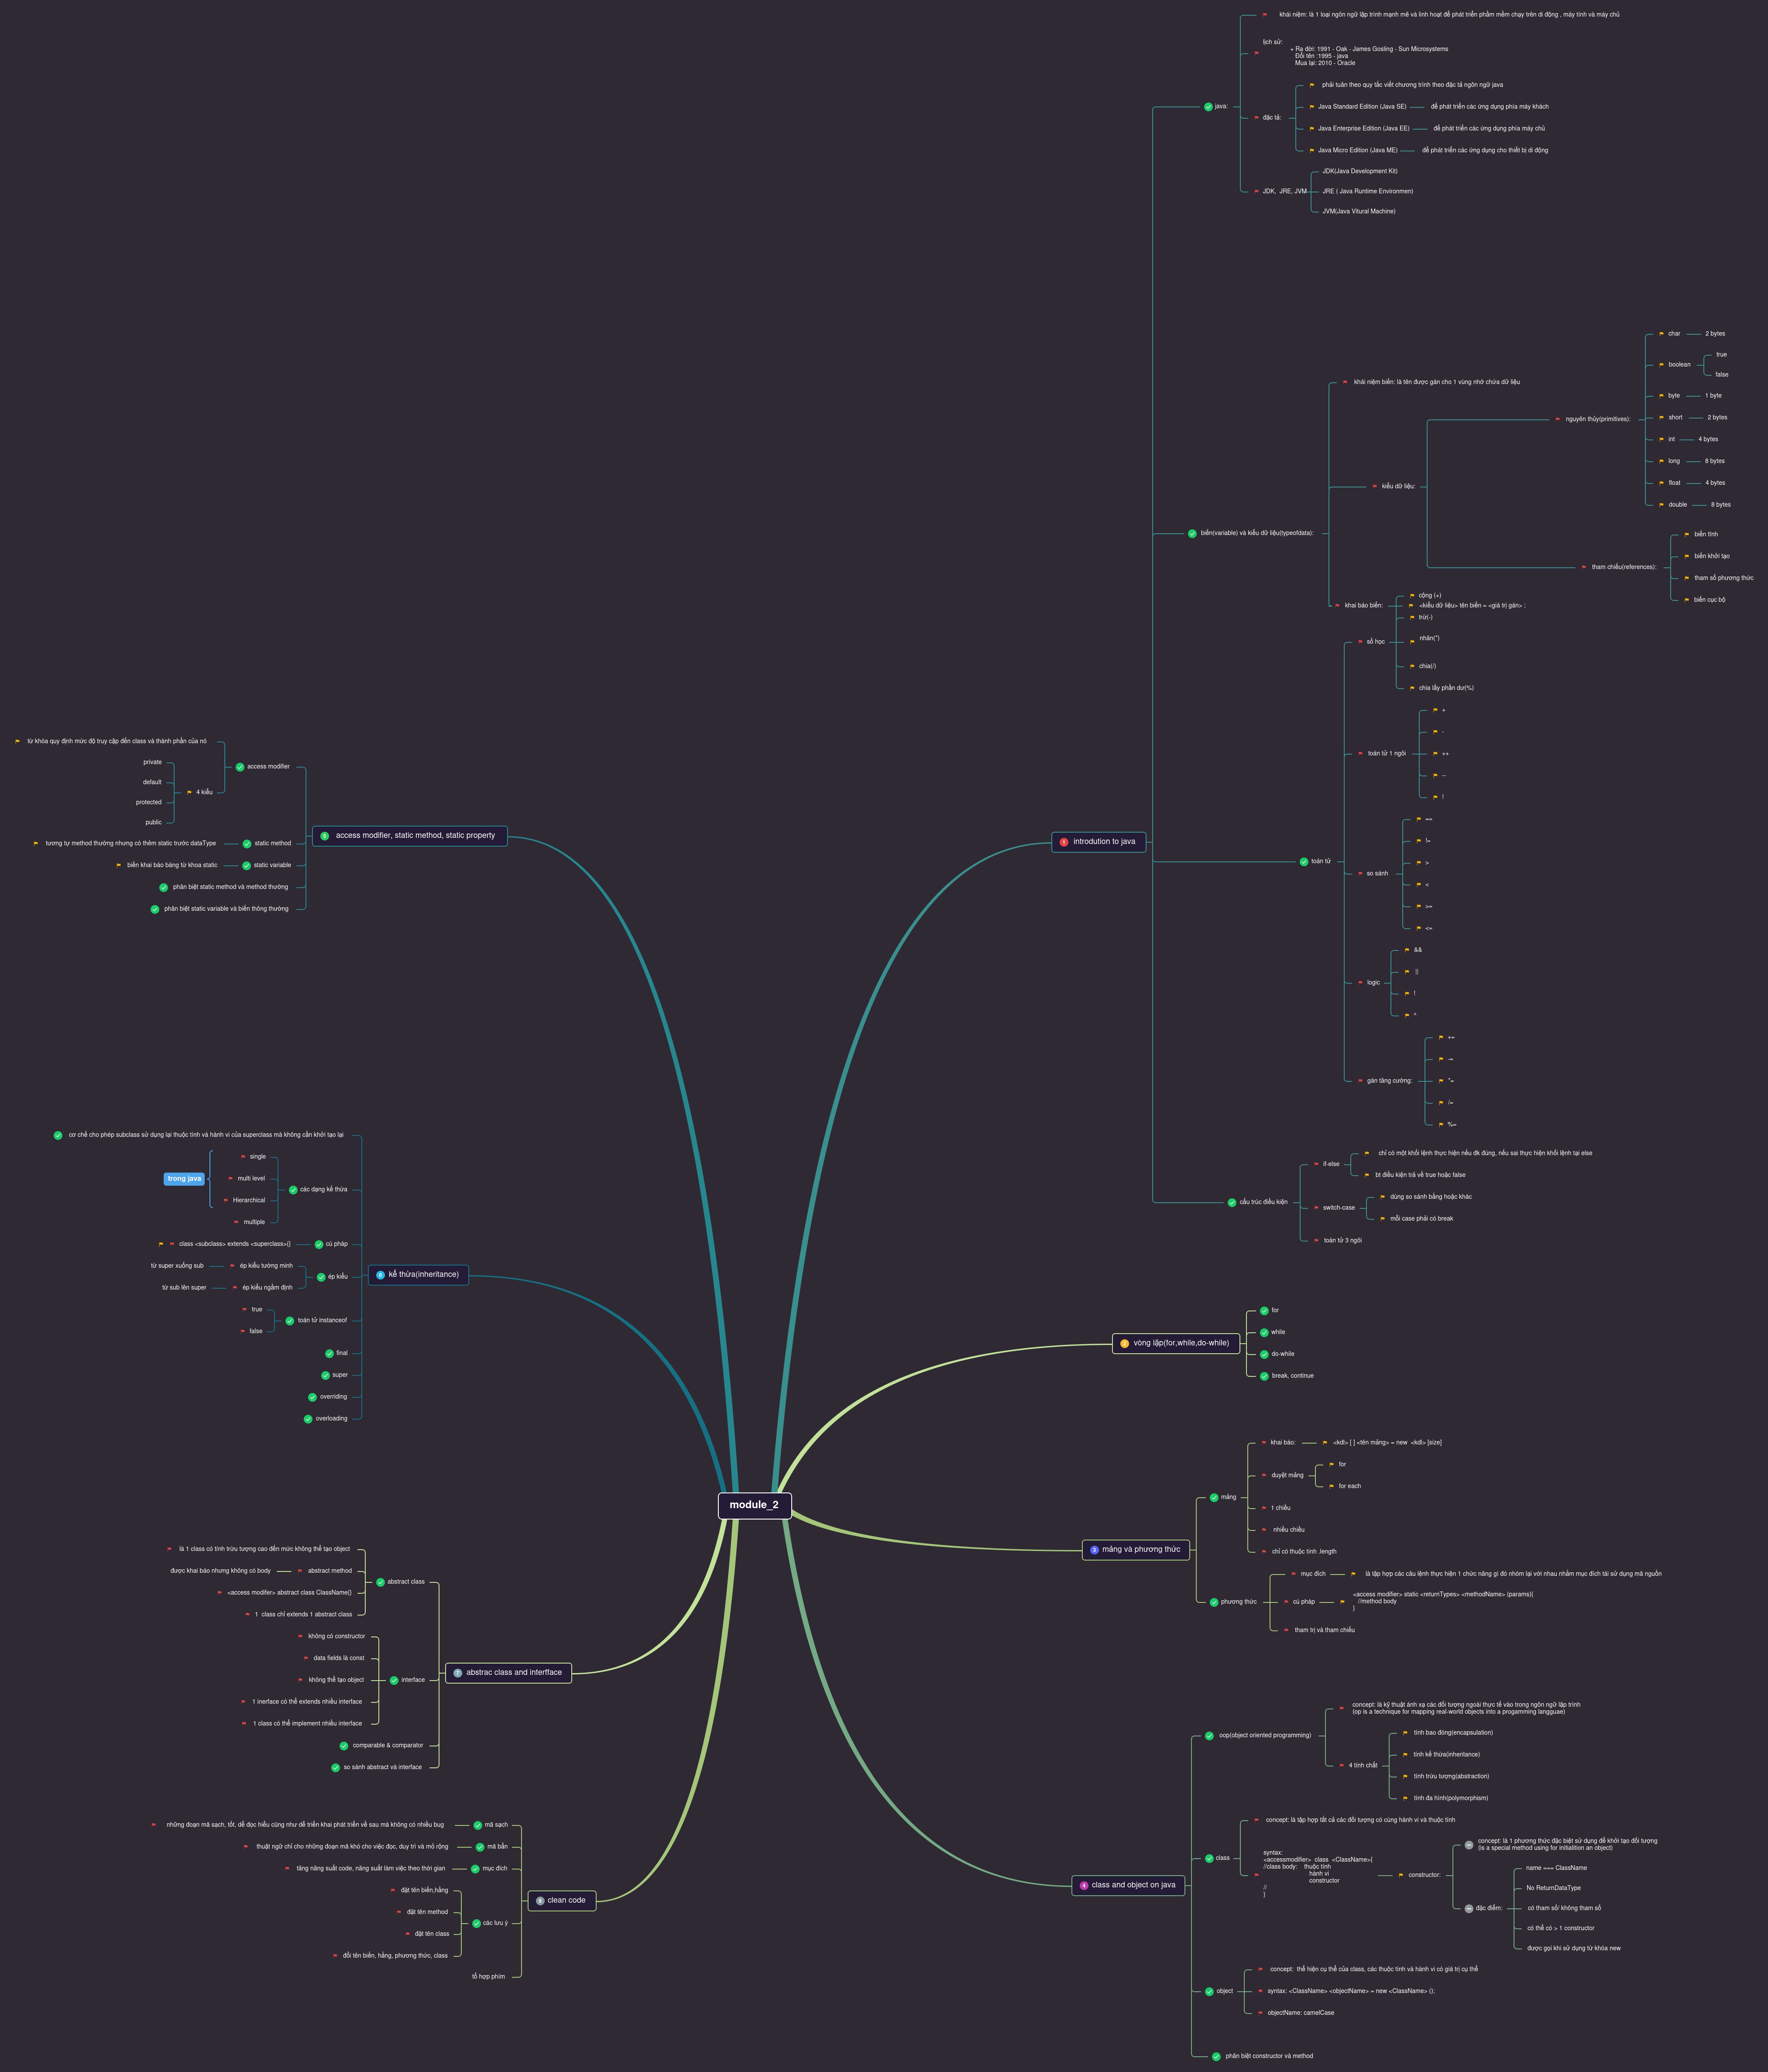 module_2
introdution to java
java:
khái niệm: là 1 loại ngôn ngữ lập trình mạnh mẽ và linh hoạt để phát triển phầm mềm chạy trên di động , máy tính và máy chủ
lịch sử:
+ Ra đời: 1991 - Oak - James Gosling - Sun Microsystems
Đổi tên :1995 - java
Mua lại: 2010 - Oracle
đặc tả:
phải tuân theo quy tắc viết chương trình theo đặc tả ngôn ngữ java
Java Standard Edition (Java SE)
để phát triển các ứng dụng phía máy khách
Java Enterprise Edition (Java EE)
để phát triển các ứng dụng phía máy chủ
Java Micro Edition (Java ME)
để phát triển các ứng dụng cho thiết bị di động
JDK, JRE, JVM
JDK(Java Development Kit)
JRE ( Java Runtime Environmen)
JVM(Java Vitural Machine)
biến(variable) và kiểu dữ liệu(typeofdata):
khái niệm biến: là tên được gán cho 1 vùng nhớ chứa dữ liệu
kiểu dữ liệu:
nguyên thủy(primitives):
char
2 bytes
boolean
true
false
byte
1 byte
short
2 bytes
int
4 bytes
long
8 bytes
float
4 bytes
double
8 bytes
tham chiếu(references):
biến tĩnh
biến khởi tạo
tham số phương thức
biến cục bộ
khai báo biến:
<kiểu dữ liệu> tên biến = <giá trị gán> ;
toán tử
số học
cộng (+)
trừ(-)
nhân(*)
chia(/)
chia lấy phần dư(%)
toán tử 1 ngôi
+
-
++
--
!
so sánh
==
!=
>
<
>=
<=
logic
&&
||
!
^
gán tăng cường:
+=
-=
*=
/=
%=
cấu trúc điều kiện
if-else
chỉ có một khối lệnh thực hiện nếu đk đúng, nếu sai thực hiện khối lệnh tại else
bt điều kiện trả về true hoặc false
switch-case
dùng so sánh bằng hoặc khác
mỗi case phải có break
toán tử 3 ngôi
vòng lặp(for,while,do-while)
for
while
do-while
break, continue
mảng và phương thức
mảng
khai báo:
<kdl> [ ] <tên mảng> = new <kdl> [size]
duyệt mảng
for
for each
1 chiều
nhiều chiều
chỉ có thuộc tính .length
phương thức
mục đích
là tập hợp các câu lệnh thực hiện 1 chức năng gì đó nhóm lại với nhau nhằm mục đích tái sử dụng mã nguồn
cú pháp
<access modifier> static <returnTypes> <methodName> (params){
//method body
}
tham trị và tham chiếu
class and object on java
oop(object oriented programming)
concept: là kỹ thuật ánh xạ các đối tượng ngoài thực tế vào trong ngôn ngữ lập trình
(op is a technique for mapping real-world objects into a progamming langguae)
4 tính chất
tính bao đóng(encapsulation)
tính kế thừa(inheritance)
tính trừu tượng(abstraction)
tính đa hình(polymorphism)
class
concept: là tập hợp tất cả các đối tượng có cùng hành vi và thuộc tính
syntax:
<accessmodifier> class <ClassName>{
//class body: thuộc tính
hành vi
constructor
//
}
constructor:
concept: là 1 phương thức đặc biệt sử dụng để khởi tạo dối tượng
(is a special method using for initialition an object)
đặc điểm:
name === ClassName
No ReturnDataType
có tham số/ không tham số
có thể có > 1 constructor
được gọi khi sử dụng từ khóa new
object
concept: thể hiện cụ thể của class, các thuộc tính và hành vi có giá trị cụ thể
syntax: <ClassName> <objectName> = new <ClassName> ();
objectName: camelCase
phân biệt constructor và method
access modifier, static method, static property
access modifier
từ khóa quy định mức độ truy cập đến class và thành phần của nó
4 kiểu
private
default
protected
public
static method
tương tự method thường nhưng có thêm static trước dataType
static variable
biến khai báo bằng từ khoa static
phân biệt static method và method thường
phân biệt static variable và biến thông thường
kế thừa(inheritance)
cơ chế cho phép subclass sử dụng lại thuộc tính và hành vi của superclass mà không cần khởi tạo lại
các dạng kế thừa
trong java
single
multi level
Hierarchical
multiple
cú pháp
class <subclass> extends <superclass>{}
ép kiểu
ép kiểu tường minh
từ super xuống sub
ép kiểu ngầm định
từ sub lên super
toán tử instanceof
true
false
final
super
overriding
overloading
abstrac class and interfface
abstract class
là 1 class có tính trừu tượng cao đến mức không thể tạo object
abstract method
được khai báo nhưng không có body
<access modifer> abstract class ClassName{}
1 class chỉ extends 1 abstract class
interface
không có constructor
data fields là const
không thể tạo object
1 inerface có thể extends nhiều interface
1 class có thể implement nhiều interface
comparable & comparator
so sánh abstract và interface
clean code
mã sạch
những đoạn mã sạch, tốt, dễ đọc hiểu cũng như dễ triển khai phát triển về sau mà không có nhiều bug
mã bẩn
thuật ngữ chỉ cho những đoạn mã khó cho việc đọc, duy trì và mở rộng
mục đích
tăng năng suất code, năng suất làm việc theo thời gian
các lưu ý
đặt tên biến,hằng
đặt tên method
đặt tên class
đổi tên biến, hằng, phương thức, class
tổ hợp phím